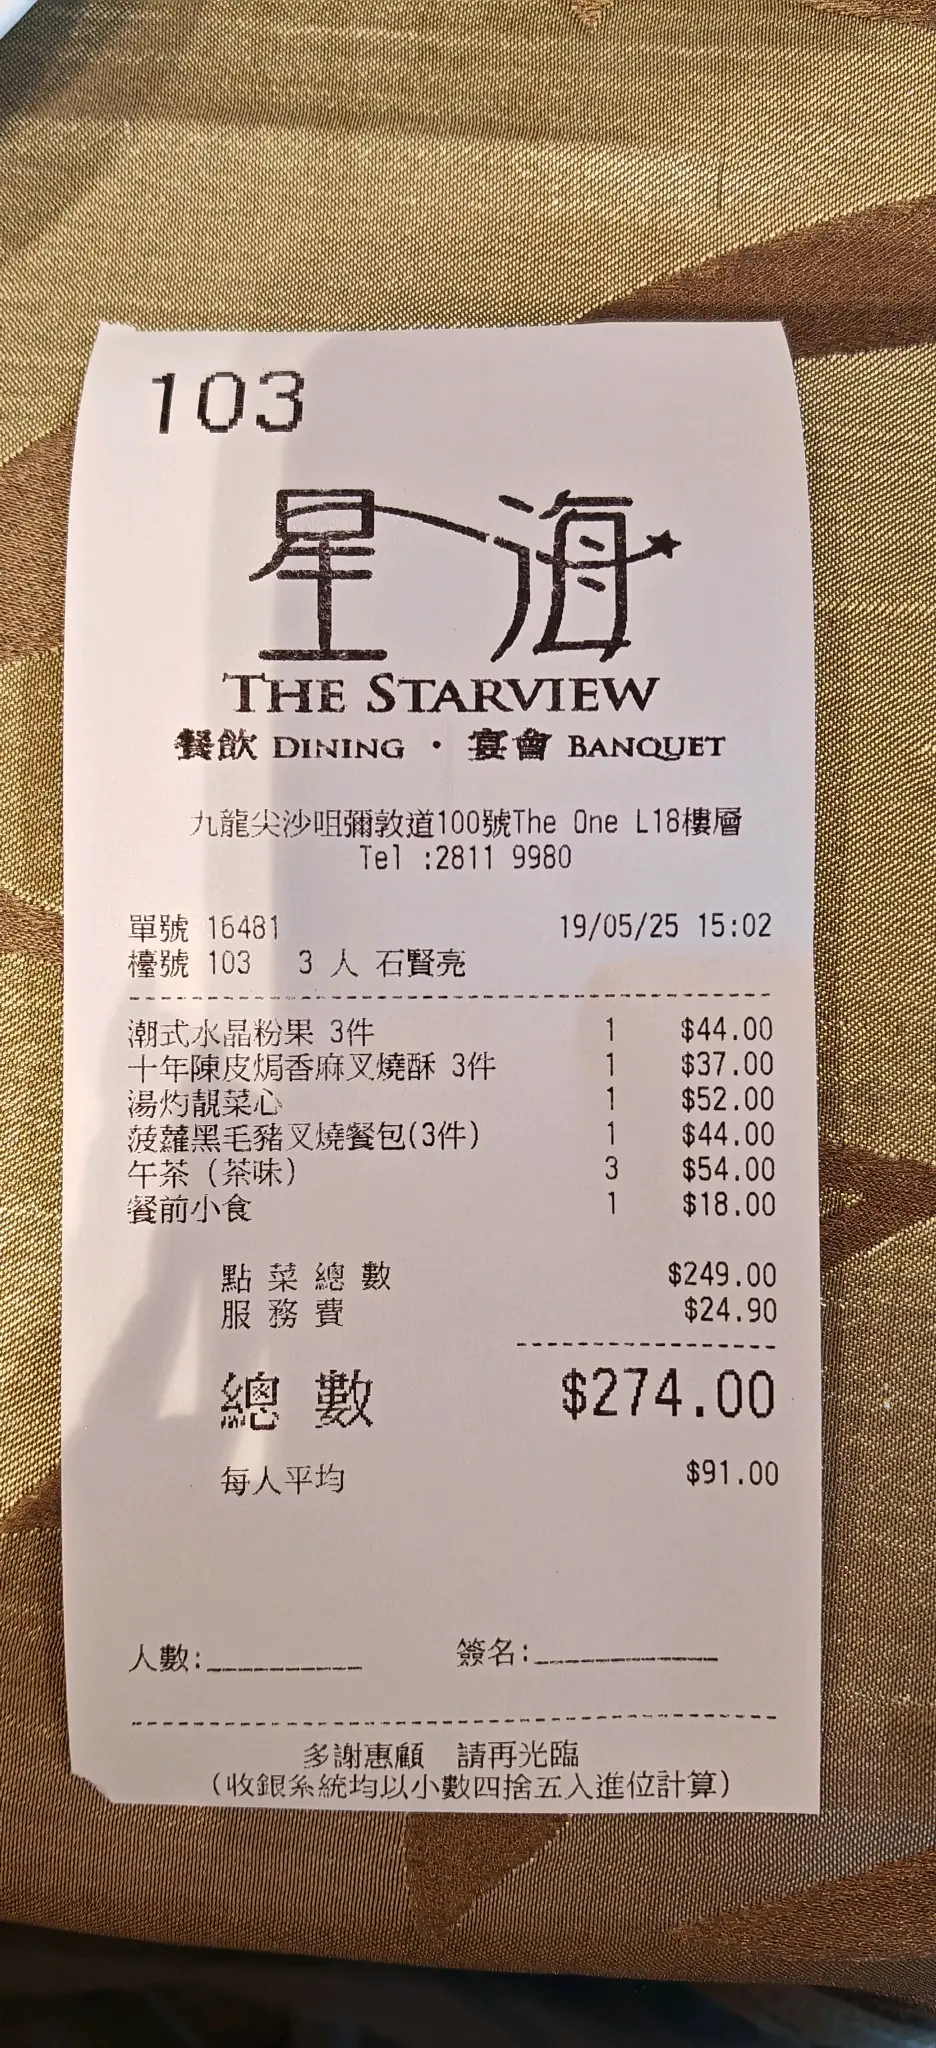 103
星海
THE STARVIEW
餐飲 DINING · 宴會 BANQUET
九龍尖沙咀彌敦道100號The One L18樓層
Tel :2811 9980
單號 16481 19/05/25 15:02
檯號 103 3 人 石賢亮
潮式水晶粉果 3件 1 $44.00
十年陳皮焗香麻叉燒酥 3件 1 $37.00
湯灼靚菜心 1 $52.00
菠蘿黑毛豬叉燒餐包(3件) 1 $44.00
午茶 (茶味) 3 $54.00
餐前小食 1 $18.00
點菜總數 $249.00
服務費 $24.90
總數 $274.00
每人平均 $91.00
人數:__________ 簽名:____________
多謝惠顧 請再光臨
(收銀系統均以小數四捨五入進位計算)